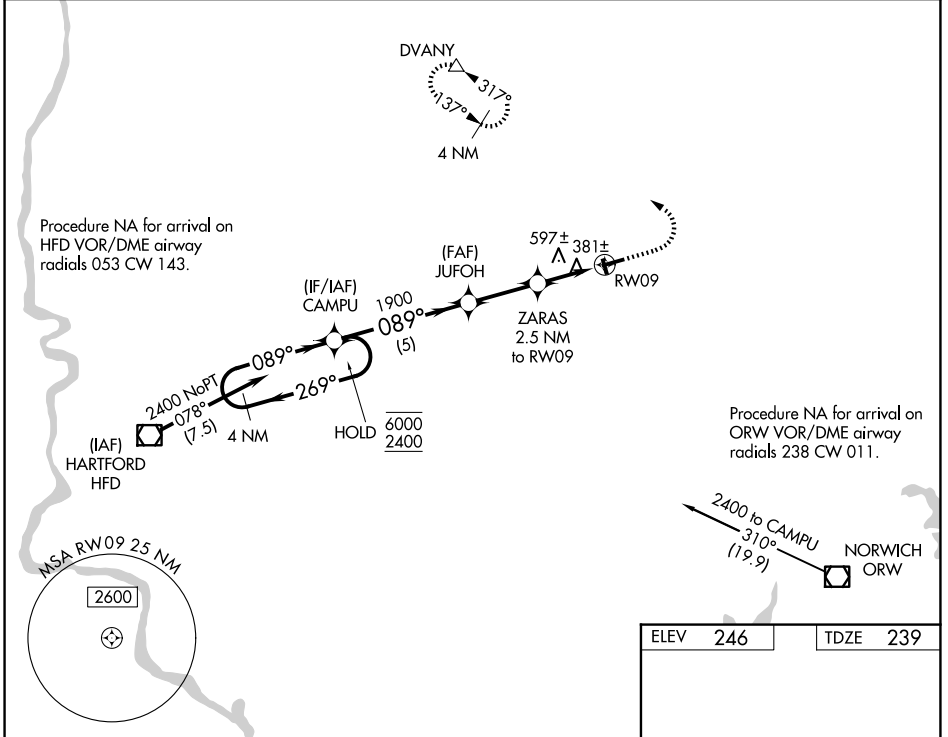 DVANY
317°
137°
4 NM
Procedure NA for arrival on
HFD VOR/DME airway
radials 053 CW 143.
597±
381±
RW09
(FAF)
JUFOH
(IF/IAF)
CAMPU
1900
089°
(5)
ZARAS
2.5 NM
to RW09
089°
269°
2400 NoPT
078°
(7.5)
4 NM
HOLD
6000
2400
(IAF)
HARTFORD
HFD
Procedure NA for arrival on
ORW VOR/DME airway
radials 238 CW 011.
2400 to CAMPU
310°
(19.9)
NORWICH
ORW
MSA RW09 25 NM
2600
ELEV 246
TDZE 239